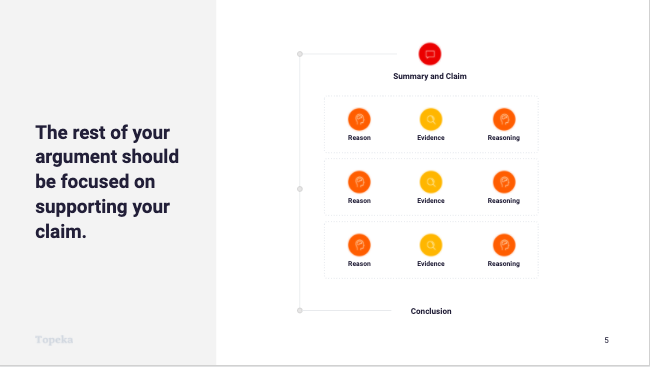 The rest of your
argument should
be focused on
supporting your
claim.
Summary and Claim
Reason Evidence Reasoning
Reason Evidence Reasoning
Reason Evidence Reasoning
Conclusion
Topeka
5